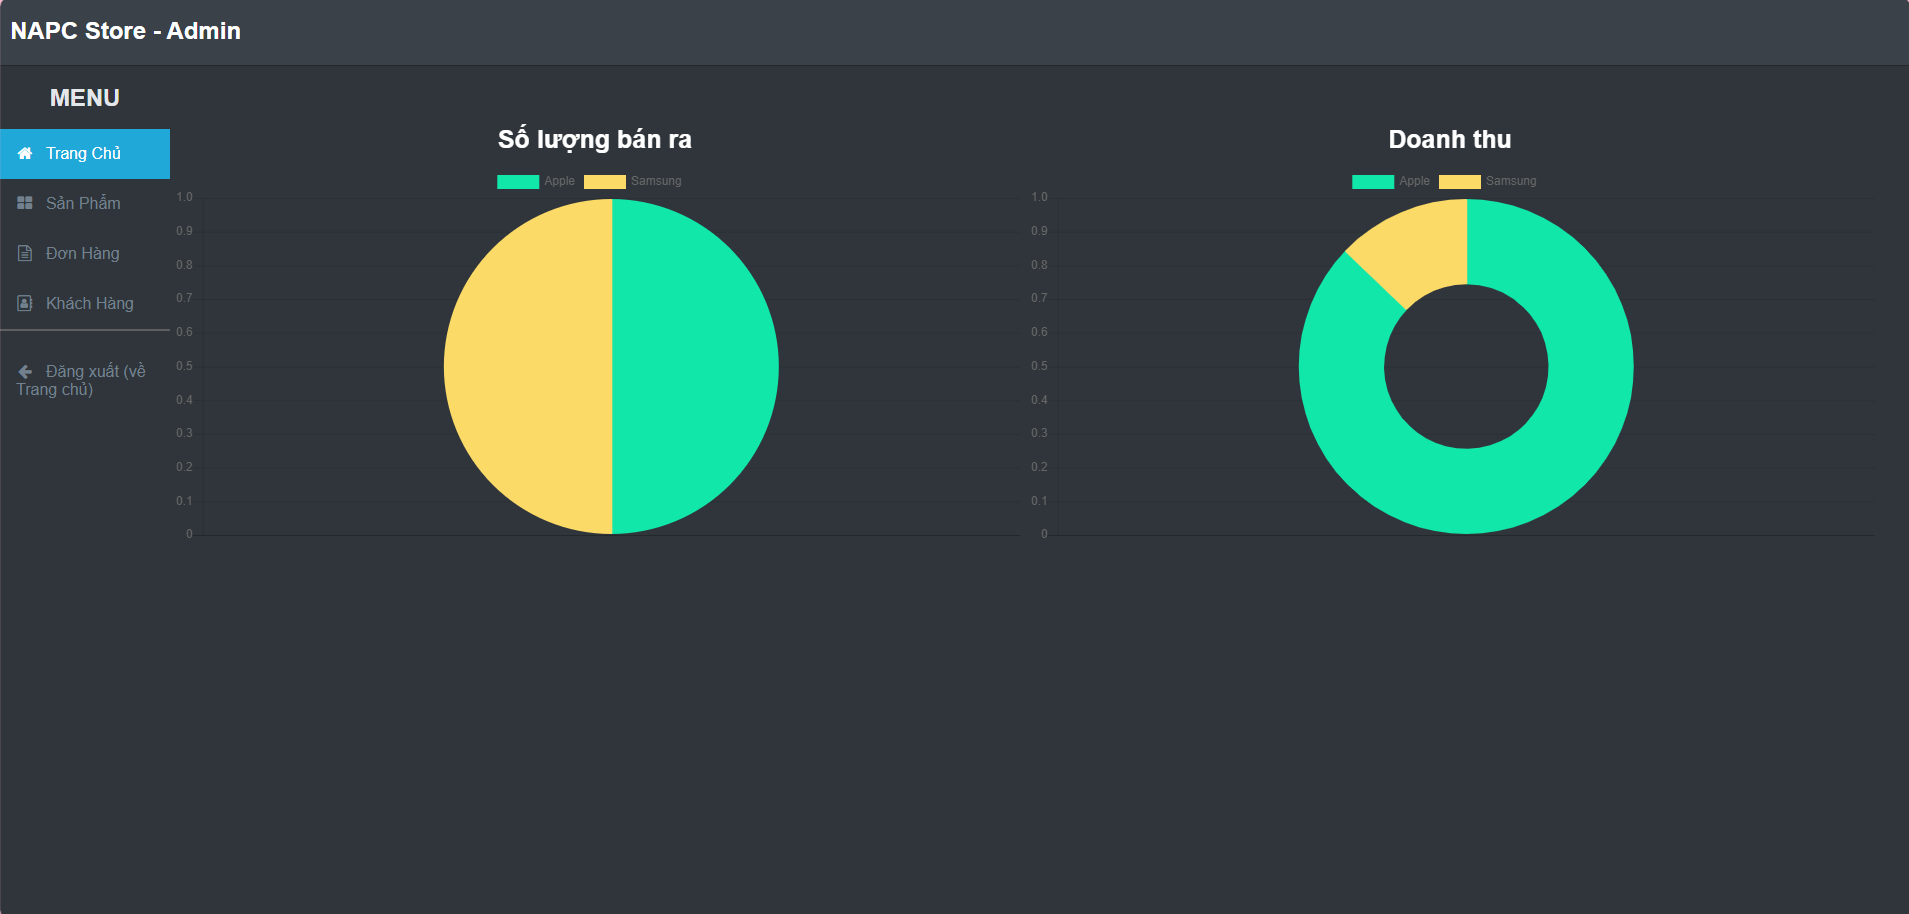 NAPC Store - Admin
MENU
Trang Chủ
Sản Phẩm
Đơn Hàng
Khách Hàng
Đăng xuất (về
Trang chủ)
Số lượng bán ra
Apple Samsung
1.0
0.9
0.8
0.7
0.6
0.5
0.4
0.3
0.2
0.1
0
Doanh thu
Apple Samsung
1.0
0.9
0.8
0.7
0.6
0.5
0.4
0.3
0.2
0.1
0